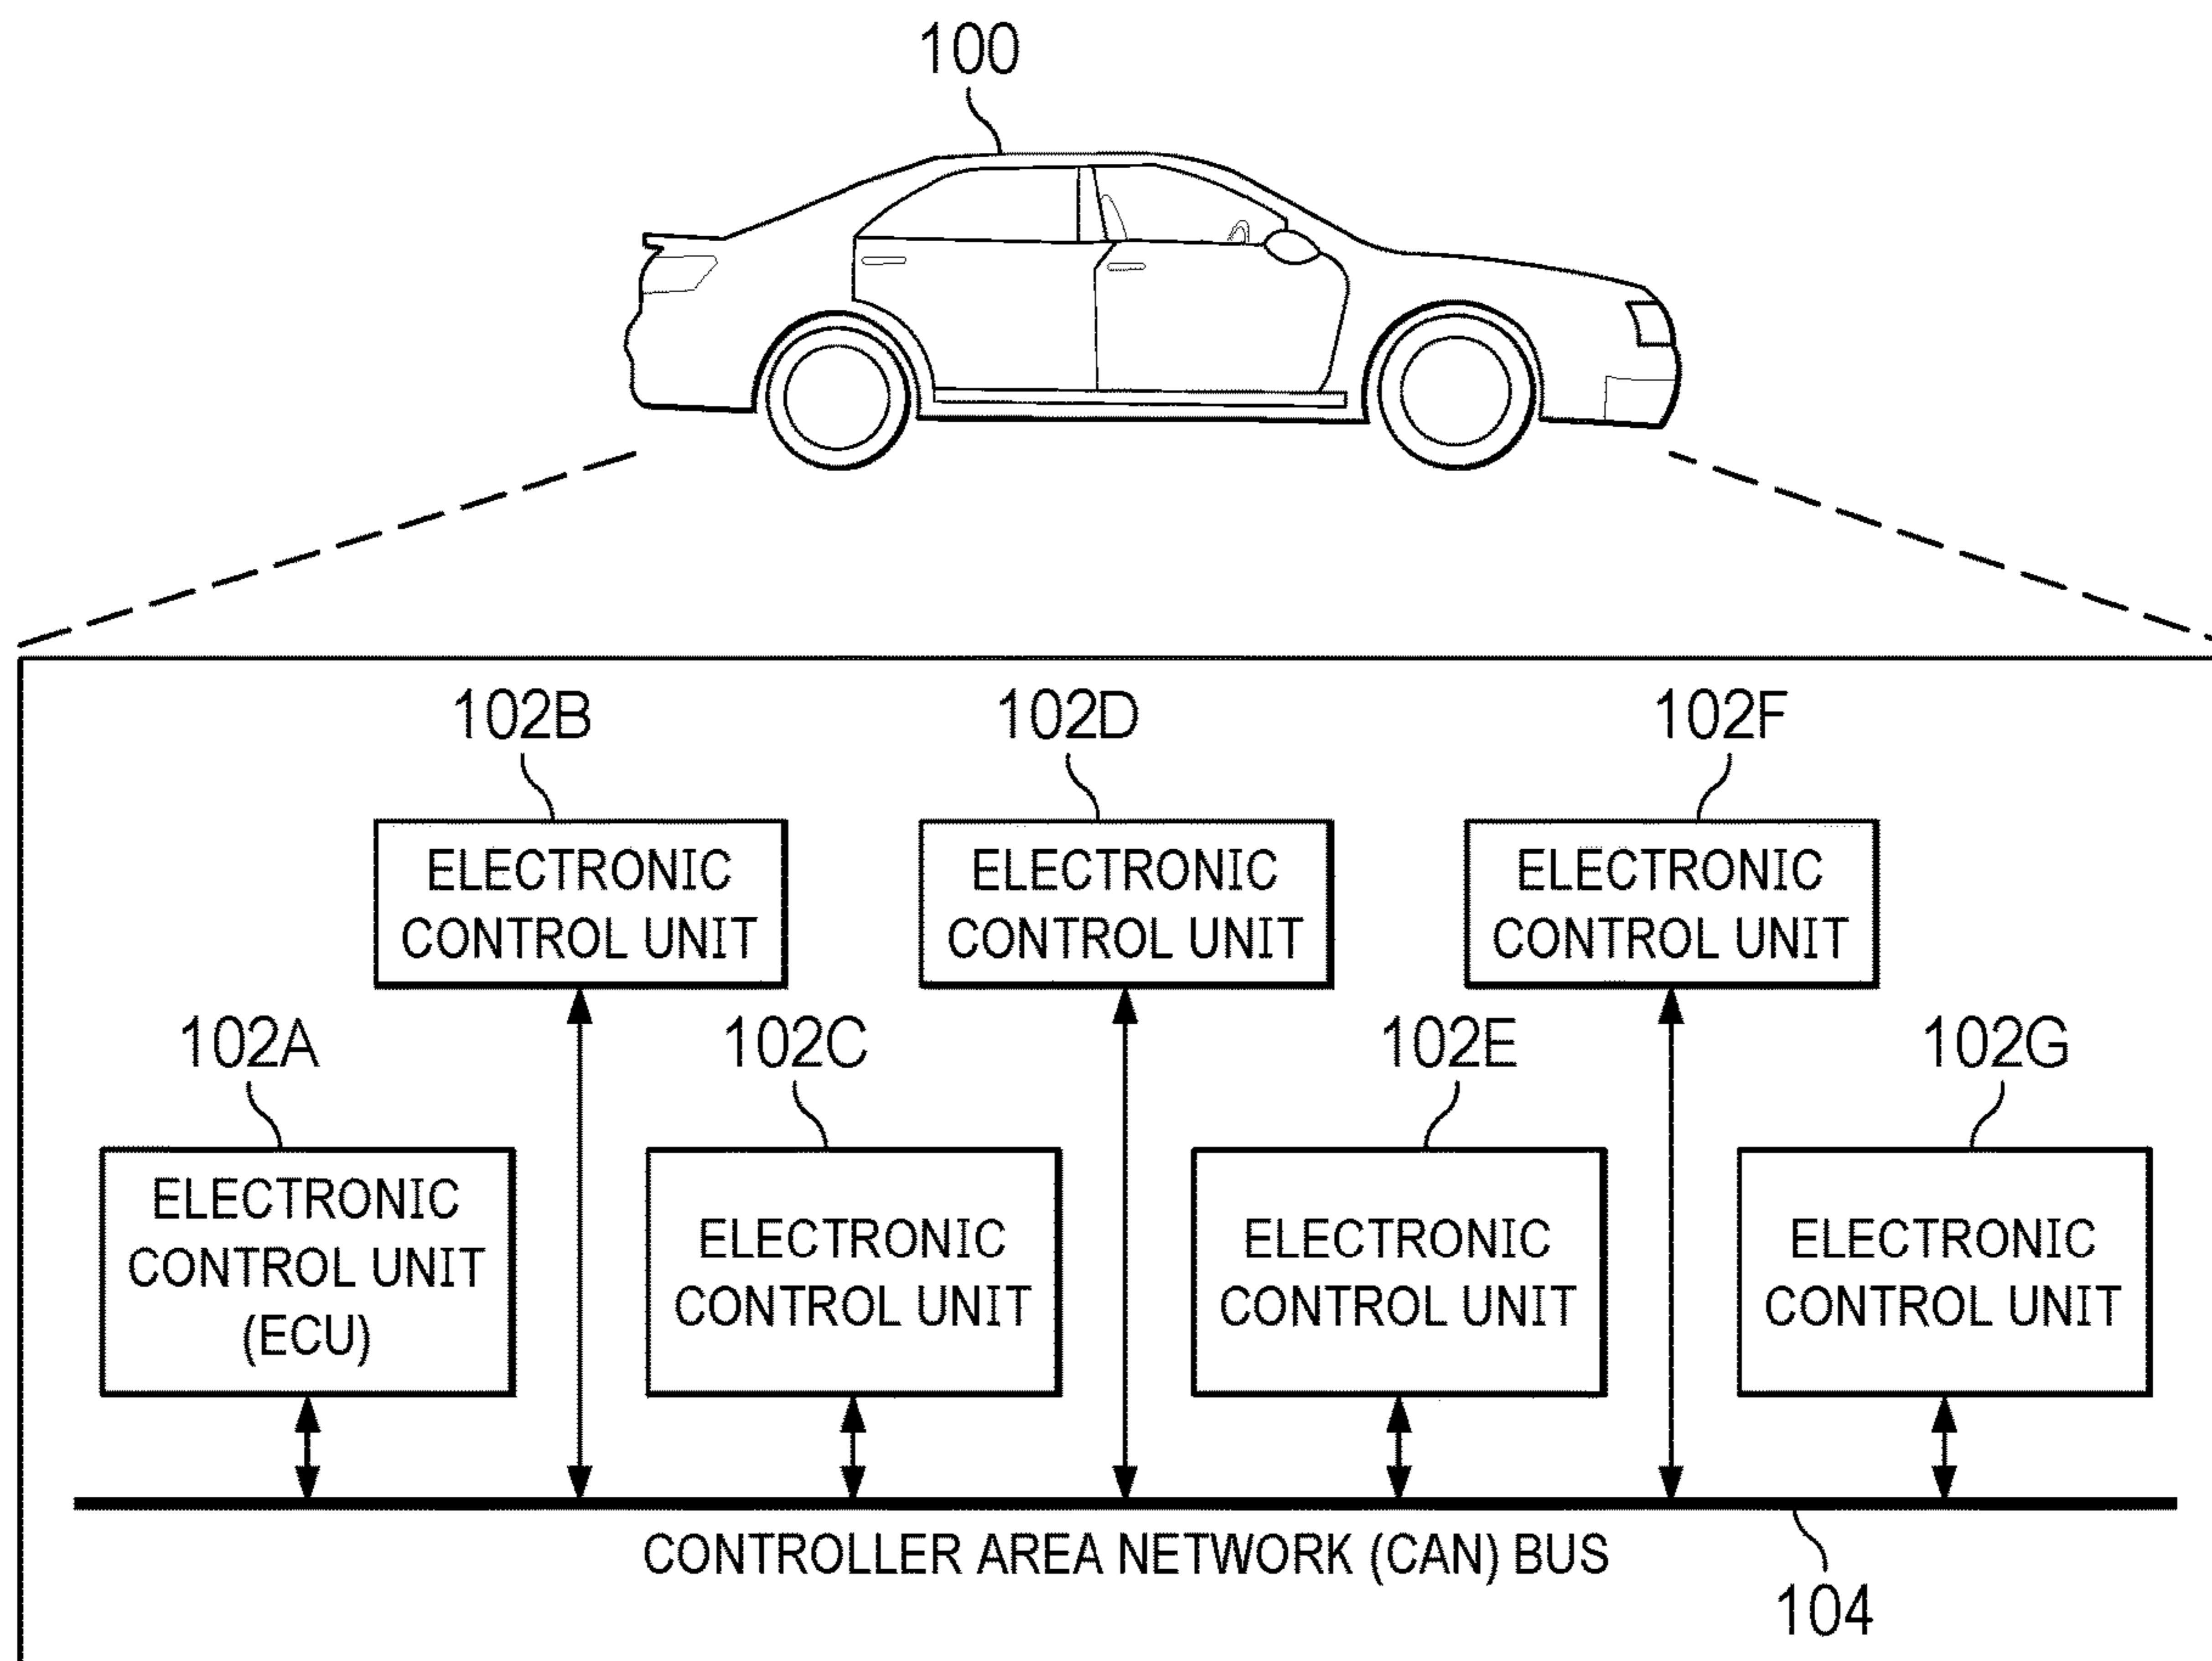 100
102B
102D
102F
ELECTRONIC
CONTROL UNIT
ELECTRONIC
CONTROL UNIT
ELECTRONIC
CONTROL UNIT
102A
102C
102E
102G
ELECTRONIC
CONTROL UNIT
(ECU)
ELECTRONIC
CONTROL UNIT
ELECTRONIC
CONTROL UNIT
ELECTRONIC
CONTROL UNIT
CONTROLLER AREA NETWORK (CAN) BUS
104